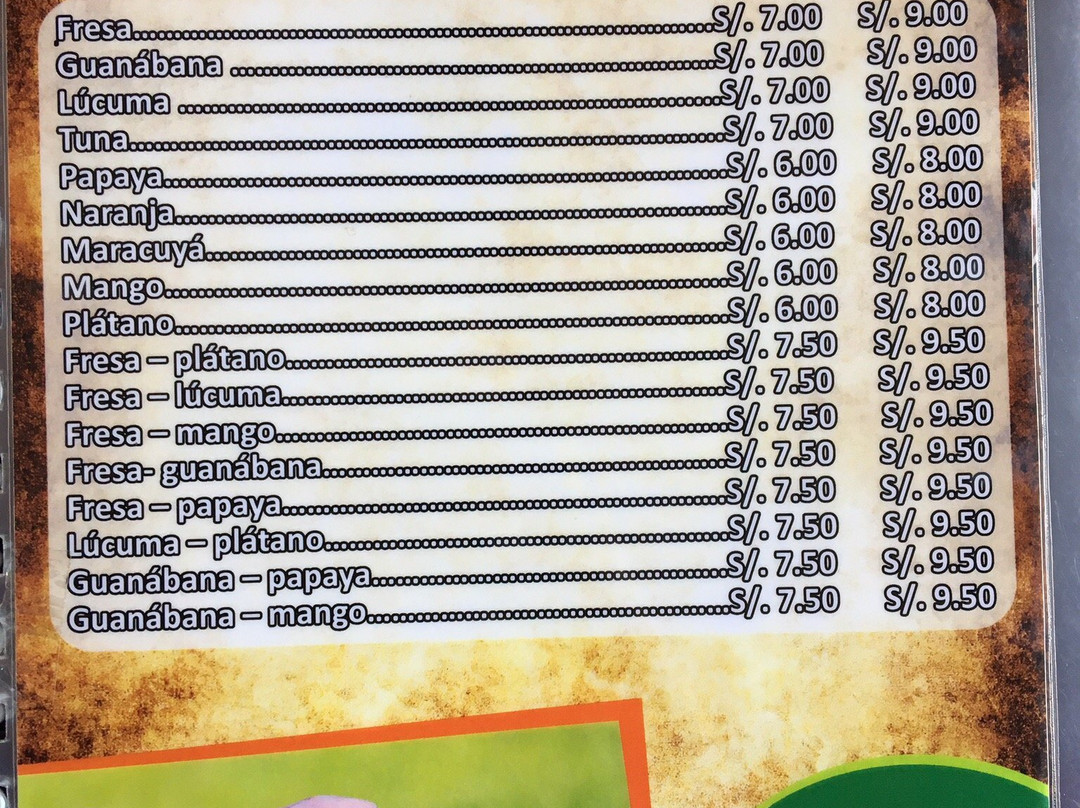 Fresa S/. 7.00 S/. 9.00
Guanábana S/. 7.00 S/. 9.00
Lúcuma S/. 7.00 S/. 9.00
Tuna S/. 7.00 S/. 9.00
Papaya S/. 6.00 S/. 8.00
Naranja S/. 6.00 S/. 8.00
Maracuyá S/. 6.00 S/. 8.00
Mango S/. 6.00 S/. 8.00
Plátano S/. 6.00 S/. 8.00
Fresa – plátano S/. 7.50 S/. 9.50
Fresa – lúcuma S/. 7.50 S/. 9.50
Fresa – mango S/. 7.50 S/. 9.50
Fresa- guanábana S/. 7.50 S/. 9.50
Fresa – papaya S/. 7.50 S/. 9.50
Lúcuma – plátano S/. 7.50 S/. 9.50
Guanábana – papaya S/. 7.50 S/. 9.50
Guanábana – mango S/. 7.50 S/. 9.50